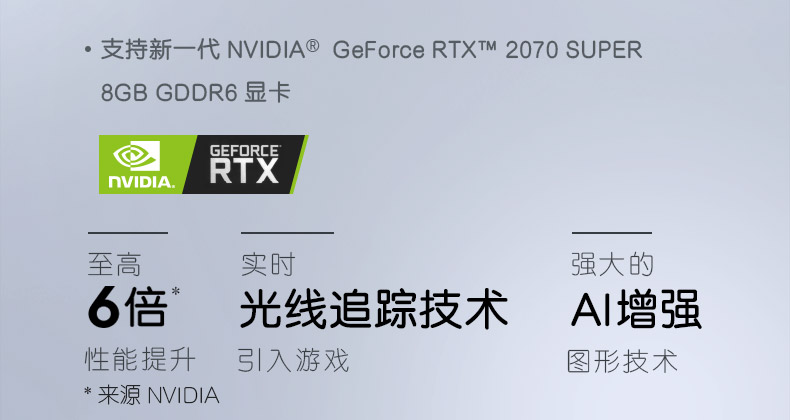 • 支持新一代 NVIDIA® GeForce RTX™ 2070 SUPER
8GB GDDR6 显卡
NVIDIA.
GEFORCE
RTX
至高
6倍*
性能提升
* 来源 NVIDIA
实时
光线追踪技术
引入游戏
强大的
AI增强
图形技术